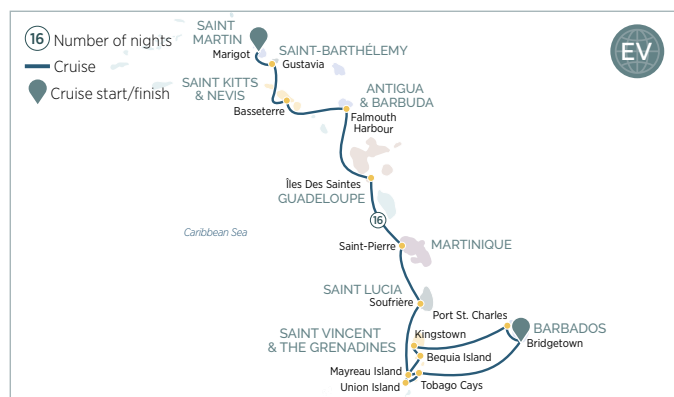 16 Number of nights
Cruise
Cruise start/finish
EV
SAINT
MARTIN
Marigot
SAINT-BARTHÉLEMY
Gustavia
SAINT KITTS
& NEVIS
Basseterre
ANTIGUA
& BARBUDA
Falmouth
Harbour
Îles Des Saintes
GUADELOUPE
16
Caribbean Sea
Saint-Pierre
MARTINIQUE
SAINT LUCIA
Soufrière
Port St. Charles
BARBADOS
Bridgetown
SAINT VINCENT
& THE GRENADINES
Kingstown
Bequia Island
Mayreau Island
Union Island
Tobago Cays